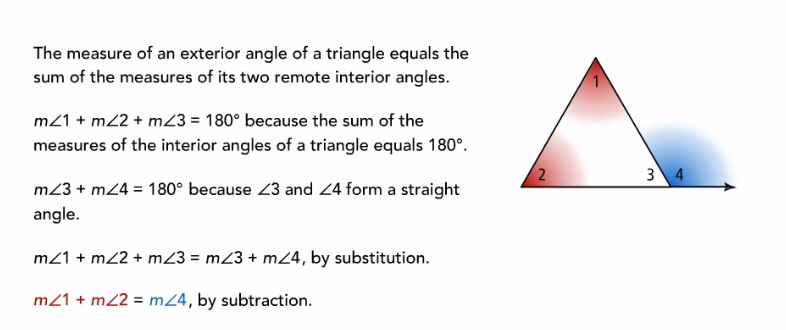 The measure of an exterior angle of a triangle equals the
sum of the measures of its two remote interior angles.
m∠1 + m∠2 + m∠3 = 180° because the sum of the
measures of the interior angles of a triangle equals 180°.
m∠3 + m∠4 = 180° because ∠3 and ∠4 form a straight
angle.
m∠1 + m∠2 + m∠3 = m∠3 + m∠4, by substitution.
m∠1 + m∠2 = m∠4, by subtraction.
1
2 3 4